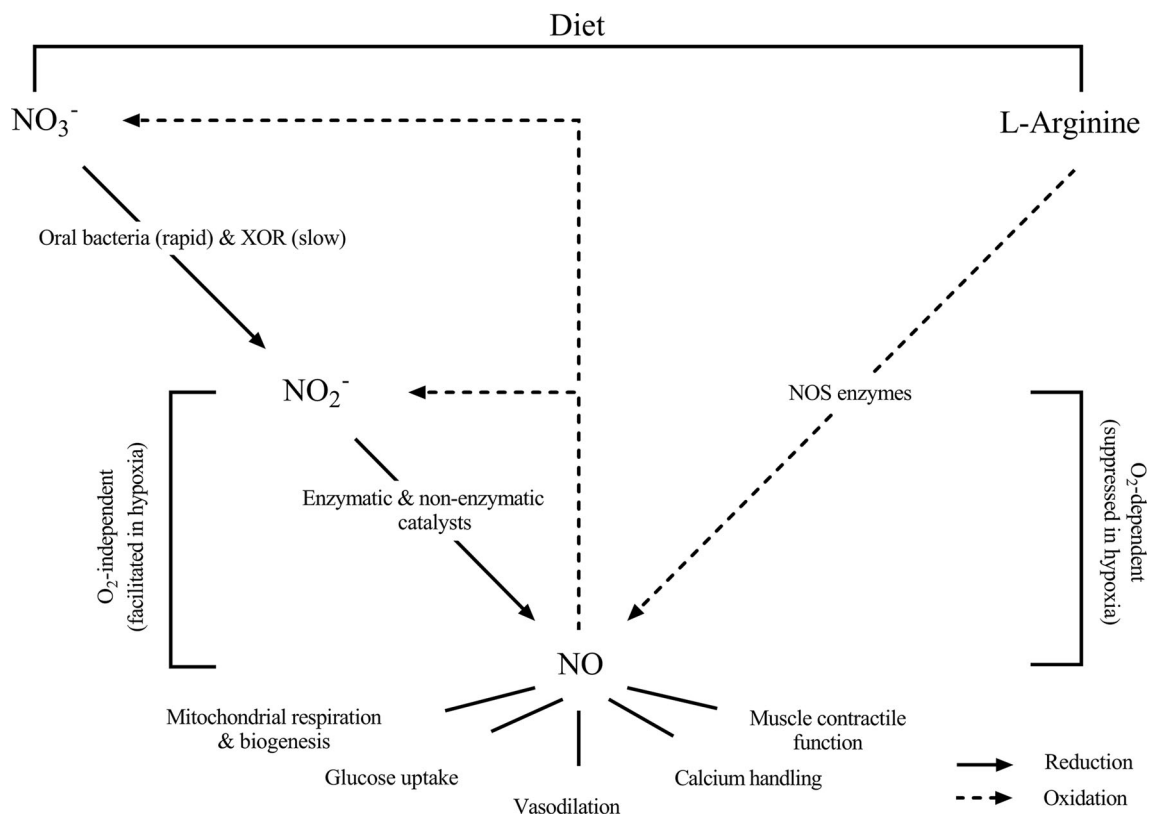 Diet
NO₃⁻
L-Arginine
Oral bacteria (rapid) & XOR (slow)
NO₂⁻
NOS enzymes
O₂-independent
(facilitated in hypoxia)
Enzymatic & non-enzymatic
catalysts
O₂-dependent
(suppressed in hypoxia)
NO
Mitochondrial respiration
& biogenesis
Glucose uptake
Vasodilation
Calcium handling
Muscle contractile
function
Reduction
Oxidation